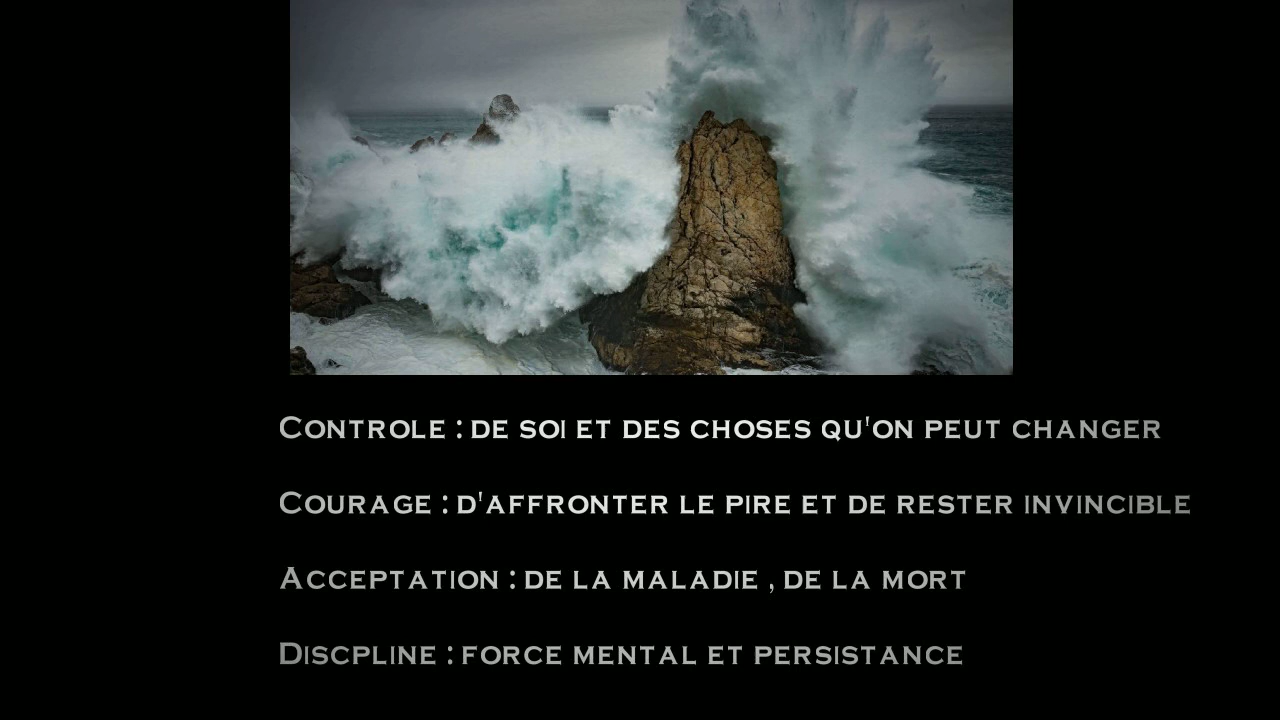 Controle : de soi et des choses qu'on peut changer
Courage : d'affronter le pire et de rester invincible
Acceptation : de la maladie , de la mort
Discpline : force mental et persistance